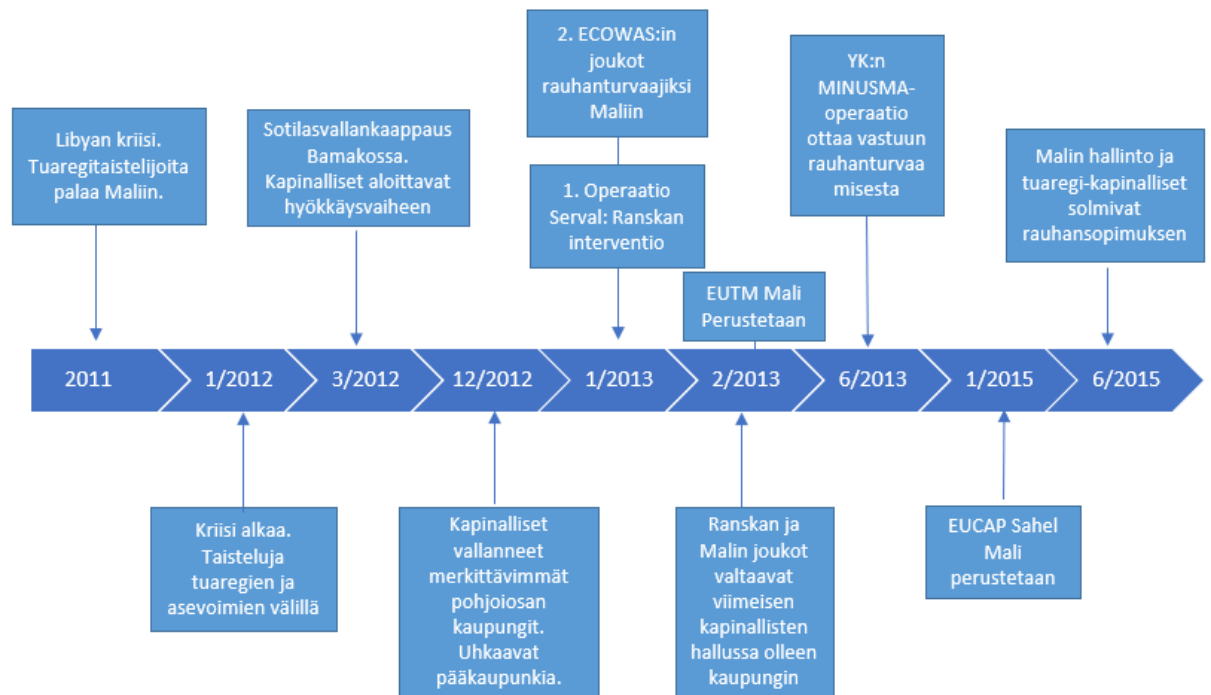 Libyan kriisi.
Tuaregitaistelijoita
palaa Maliin.
Sotilasvallankaappaus
Bamakossa.
Kapinalliset aloittavat
hyökkäysvaiheen
2. ECOWAS:in
joukot
rauhanturvaajiksi
Maliin
1. Operaatio
Serval: Ranskan
interventio
EUTM Mali
Perustetaan
YK:n
MINUSMA-
operaatio
ottaa vastuun
rauhanturvaa
misesta
Malin hallinto ja
tuaregi-kapinalliset
solmivat
rauhansopimuksen
2011
1/2012
3/2012
12/2012
1/2013
2/2013
6/2013
1/2015
6/2015
Kriisi alkaa.
Taisteluja
tuaregien ja
asevoimien välillä
Kapinalliset
vallanneet
merkittävimmät
pohjoiosan
kaupungit.
Uhkaavat
pääkaupunkia.
Ranskan ja
Malin joukot
valtaavat
viimeisen
kapinallisten
hallussa olleen
kaupungin
EUCAP Sahel
Mali
perustetaan